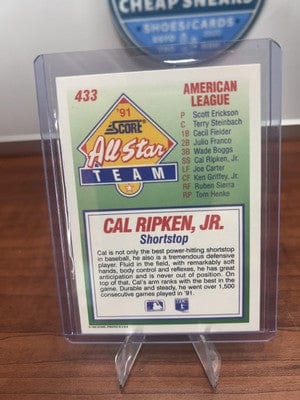 CHEAP SNEAKS
SHOES/CARDS
433
'91
SCORE
All-Star
TEAM
AMERICAN
LEAGUE
P Scott Erickson
C Terry Steinbach
1B Cecil Fielder
2B Julio Franco
3B Wade Boggs
SS Cal Ripken, Jr.
LF Joe Carter
CF Ken Griffey, Jr.
RF Ruben Sierra
RP Tom Henke
CAL RIPKEN, JR.
Shortstop
Cal is not only the best power-hitting shortstop
in baseball, he also is a tremendous defensive
player. Fluid in the field, with remarkably soft
hands, body control and reflexes, he has great
anticipation and is never out of position. On
top of that, Cal's arm ranks with the best in the
game. Durable and steady, he went over 1,500
consecutive games played in '91.